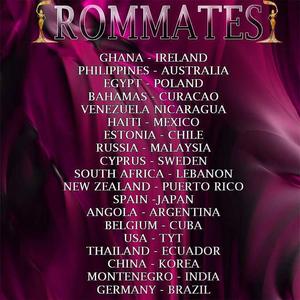 ROMMATES
GHANA - IRELAND
PHILIPPINES - AUSTRALIA
EGYPT - POLAND
BAHAMAS - CURACAO
VENEZUELA NICARAGUA
HAITI - MEXICO
ESTONIA - CHILE
RUSSIA - MALAYSIA
CYPRUS - SWEDEN
SOUTH AFRICA - LEBANON
NEW ZEALAND - PUERTO RICO
SPAIN -JAPAN
ANGOLA - ARGENTINA
BELGIUM - CUBA
USA - TYT
THAILAND - ECUADOR
CHINA - KOREA
MONTENEGRO - INDIA
GERMANY - BRAZIL